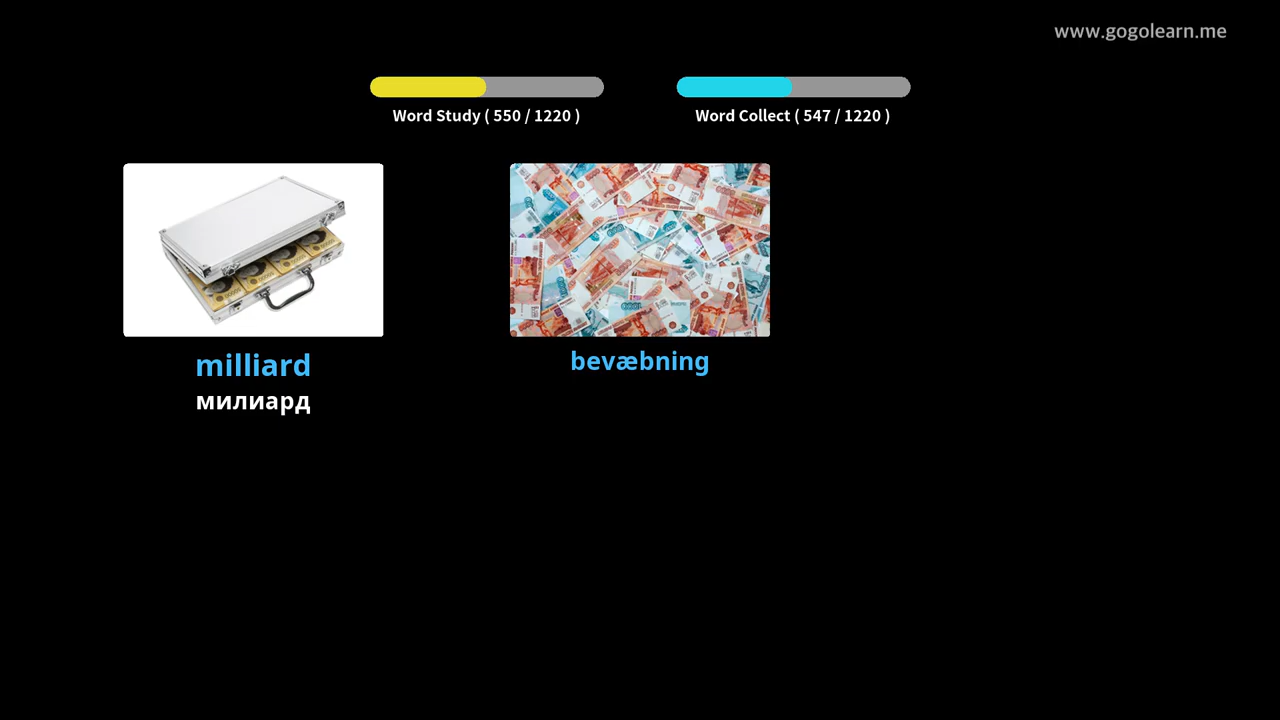 www.gogolearn.me
Word Study ( 550 / 1220 )
Word Collect ( 547 / 1220 )
milliard
милиард
bevæbning